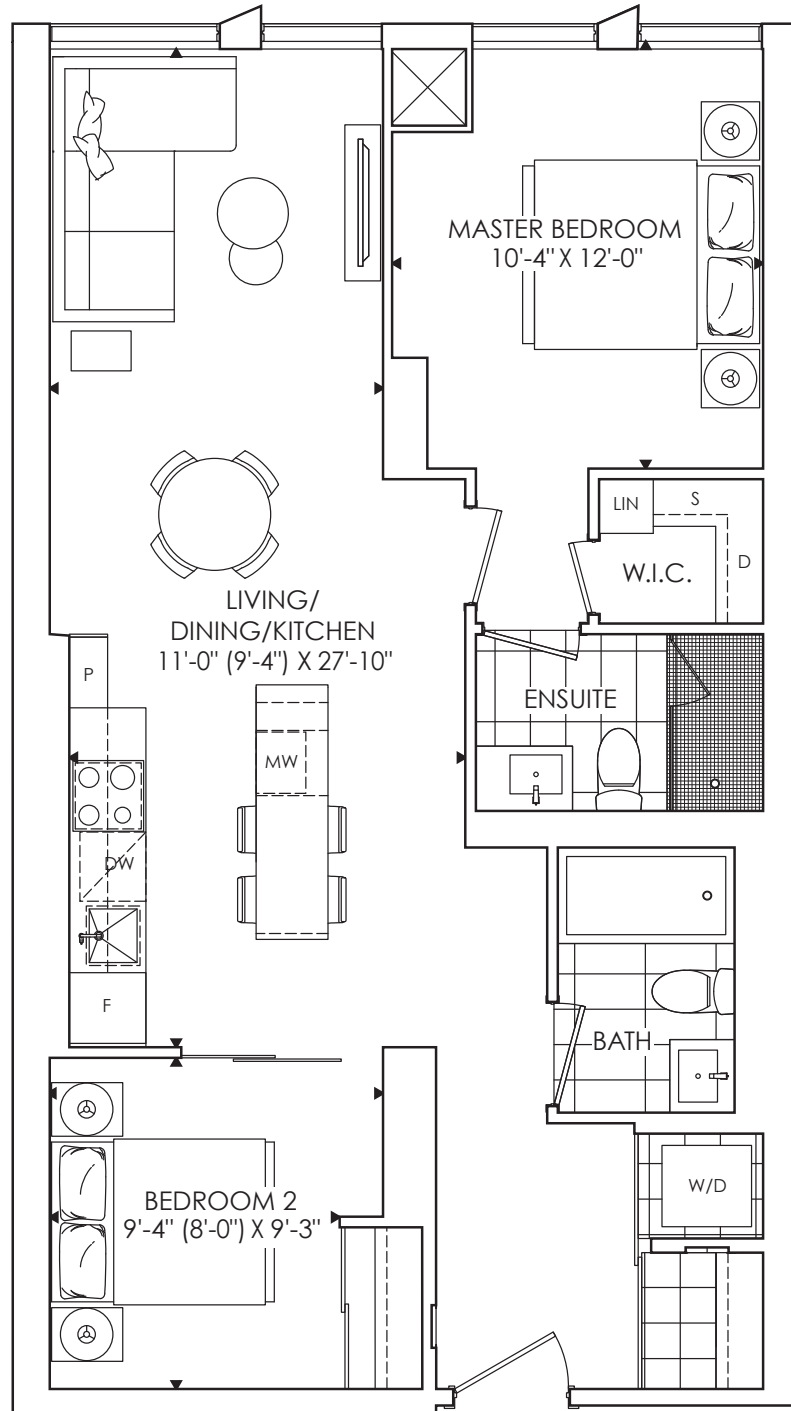 MASTER BEDROOM
10'-4" X 12'-0"
LIN
S
D
W.I.C.
LIVING/
DINING/KITCHEN
11'-0" (9'-4") X 27'-10"
P
ENSUITE
MW
DW
F
BATH
W/D
BEDROOM 2
9'-4" (8'-0") X 9'-3"